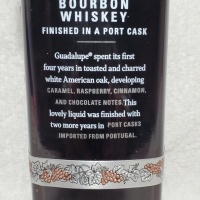 BOURBON
WHISKEY
FINISHED IN A PORT CASK
Guadalupe® spent its first
four years in toasted and charred
white American oak, developing
CARAMEL, RASPBERRY, CINNAMON,
AND CHOCOLATE NOTES. This
lovely liquid was finished with
two more years in PORT CASKS
IMPORTED FROM PORTUGAL.